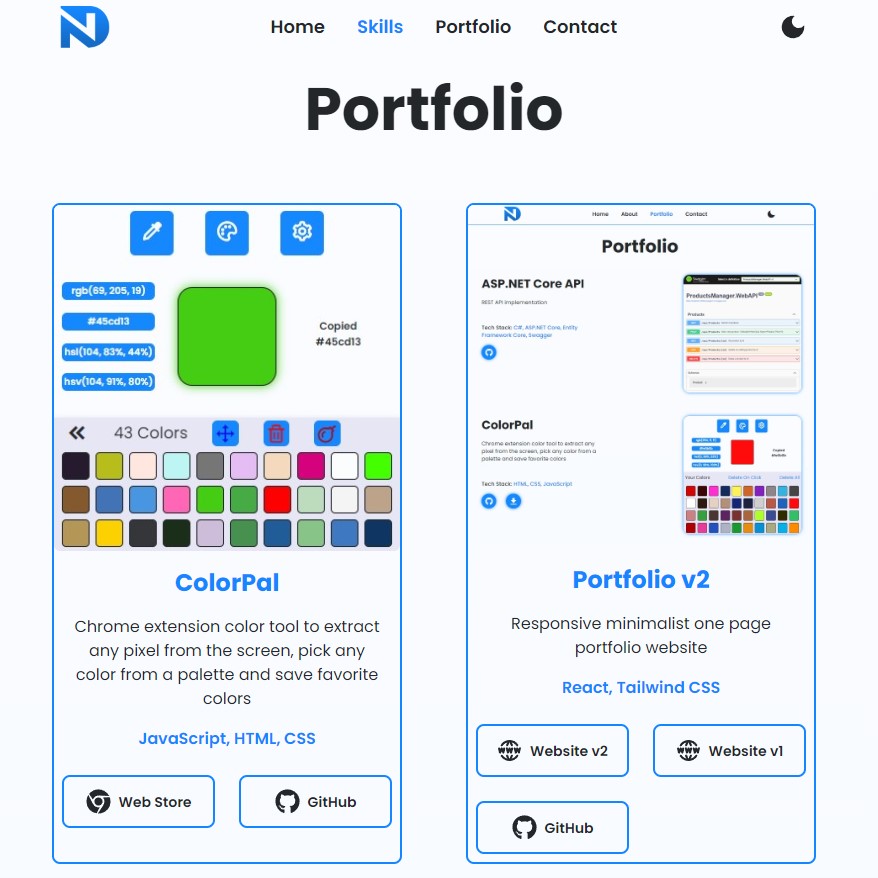 Home Skills Portfolio Contact
Portfolio
rgb(69, 205, 19)
#45cd13
hsl(104, 83%, 44%)
hsv(104, 91%, 80%)
Copied
#45cd13
43 Colors
ColorPal
Chrome extension color tool to extract
any pixel from the screen, pick any
color from a palette and save favorite
colors
JavaScript, HTML, CSS
Web Store
GitHub
Home About Portfolio Contact
Portfolio
ASP.NET Core API
REST API Implementation
Tech Stack: C#, ASP.NET Core, Entity
Framework Core, Swagger
ProductsManager.WebAPI
Products
ColorPal
Chrome extension color tool to extract any
pixel from the screen, pick any color from a
palette and save favorite colors
Tech Stack: HTML, CSS, JavaScript
Copied
Your Colors
Delete On Click
Delete All
Portfolio v2
Responsive minimalist one page
portfolio website
React, Tailwind CSS
Website v2
Website v1
GitHub